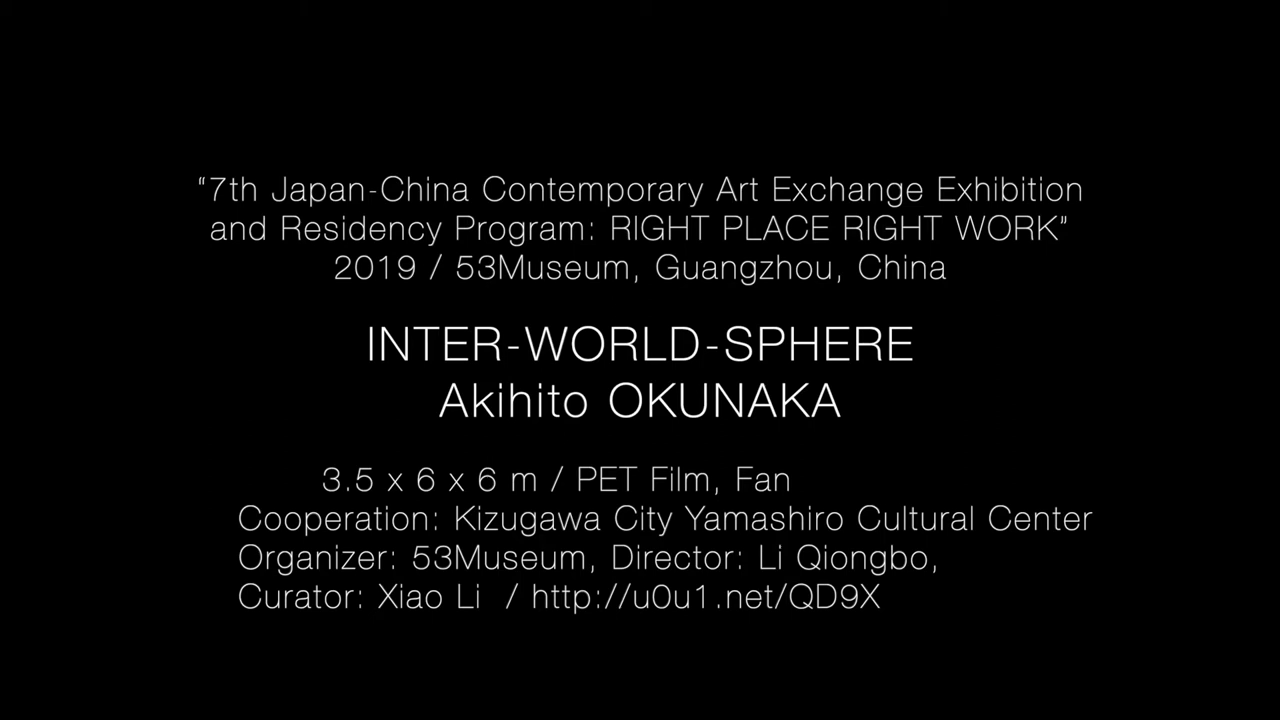 “7th Japan-China Contemporary Art Exchange Exhibition
and Residency Program: RIGHT PLACE RIGHT WORK”
2019 / 53Museum, Guangzhou, China
INTER-WORLD-SPHERE
Akihito OKUNAKA
3.5 x 6 x 6 m / PET Film, Fan
Cooperation: Kizugawa City Yamashiro Cultural Center
Organizer: 53Museum, Director: Li Qiongbo,
Curator: Xiao Li / http://u0u1.net/QD9X